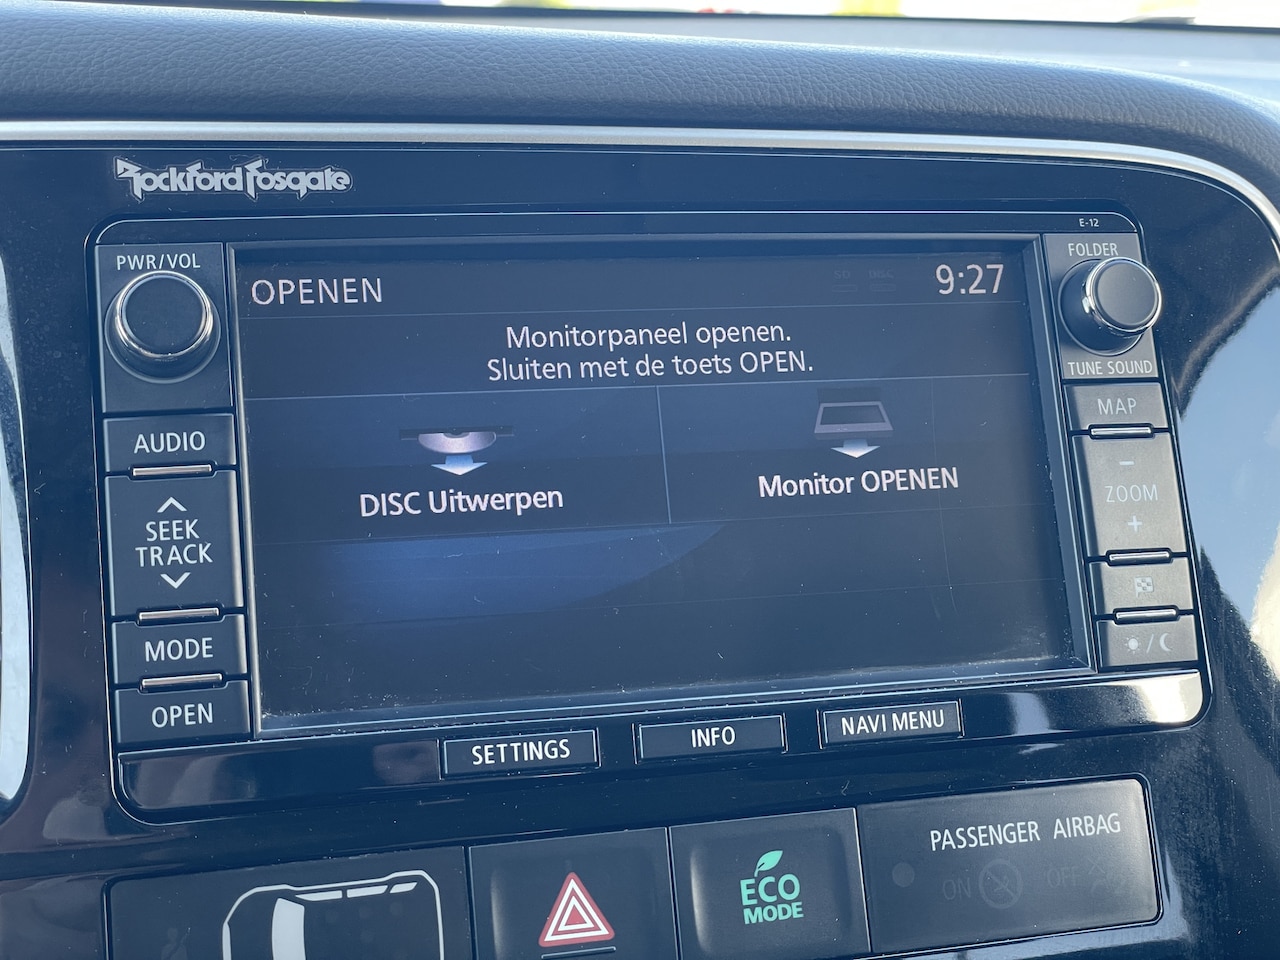 Rockford Fosgate
E-12
PWR/VOL
FOLDER
OPENEN
SD DISC
9:27
Monitorpaneel openen.
Sluiten met de toets OPEN.
TUNE SOUND
AUDIO
MAP
DISC Uitwerpen
Monitor OPENEN
SEEK
TRACK
−
ZOOM
+
MODE
OPEN
SETTINGS
INFO
NAVI MENU
PASSENGER AIRBAG
ON
OFF
ECO
MODE